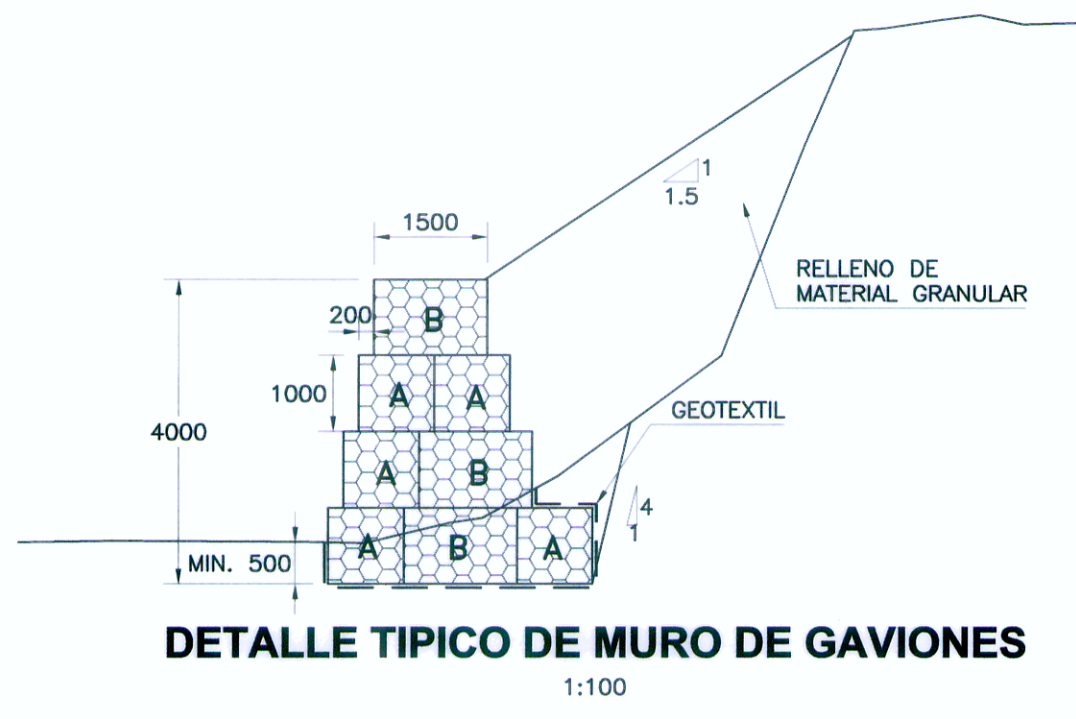 1
1.5
1500
RELLENO DE
MATERIAL GRANULAR
200
B
1000
A A
GEOTEXTIL
4000
A B
4
1
A B A
MIN. 500
DETALLE TIPICO DE MURO DE GAVIONES
1:100